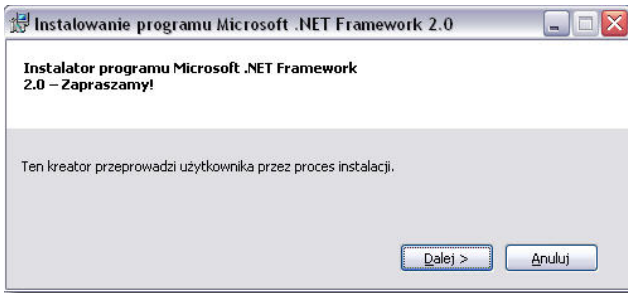 Instalowanie programu Microsoft .NET Framework 2.0
Instalator programu Microsoft .NET Framework
2.0 – Zapraszamy!
Ten kreator przeprowadzi użytkownika przez proces instalacji.
Dalej >
Anuluj